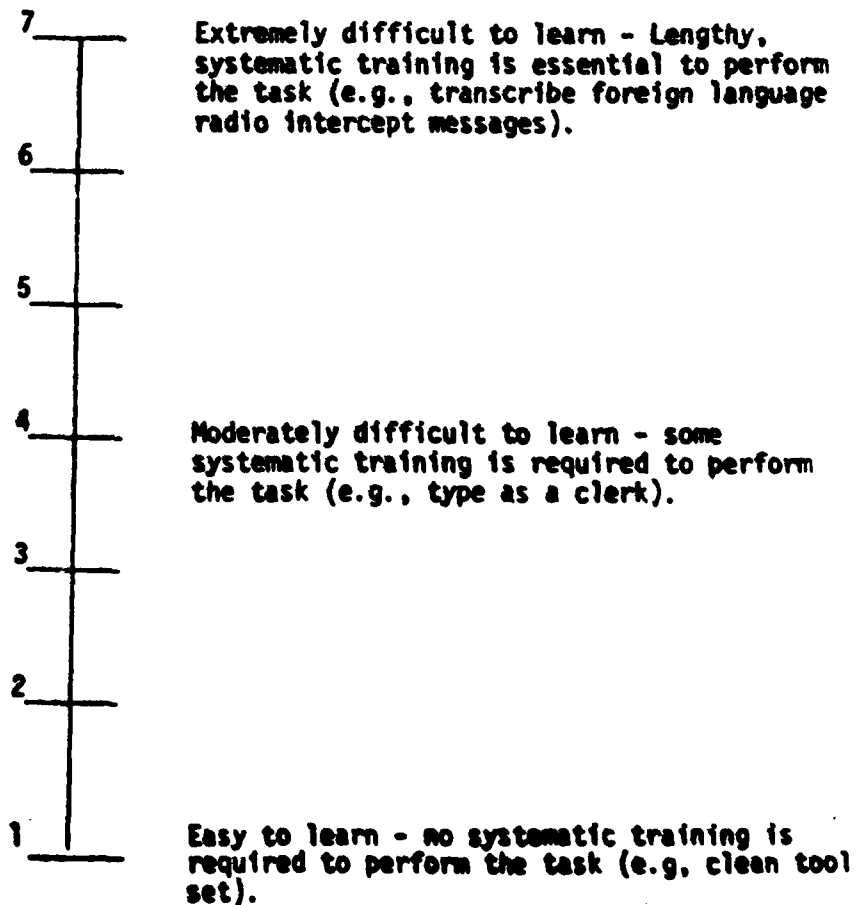 7
Extremely difficult to learn - Lengthy,
systematic training is essential to perform
the task (e.g., transcribe foreign language
radio intercept messages).
6
5
4
Moderately difficult to learn - some
systematic training is required to perform
the task (e.g., type as a clerk).
3
2
1
Easy to learn - no systematic training is
required to perform the task (e.g, clean tool
set).